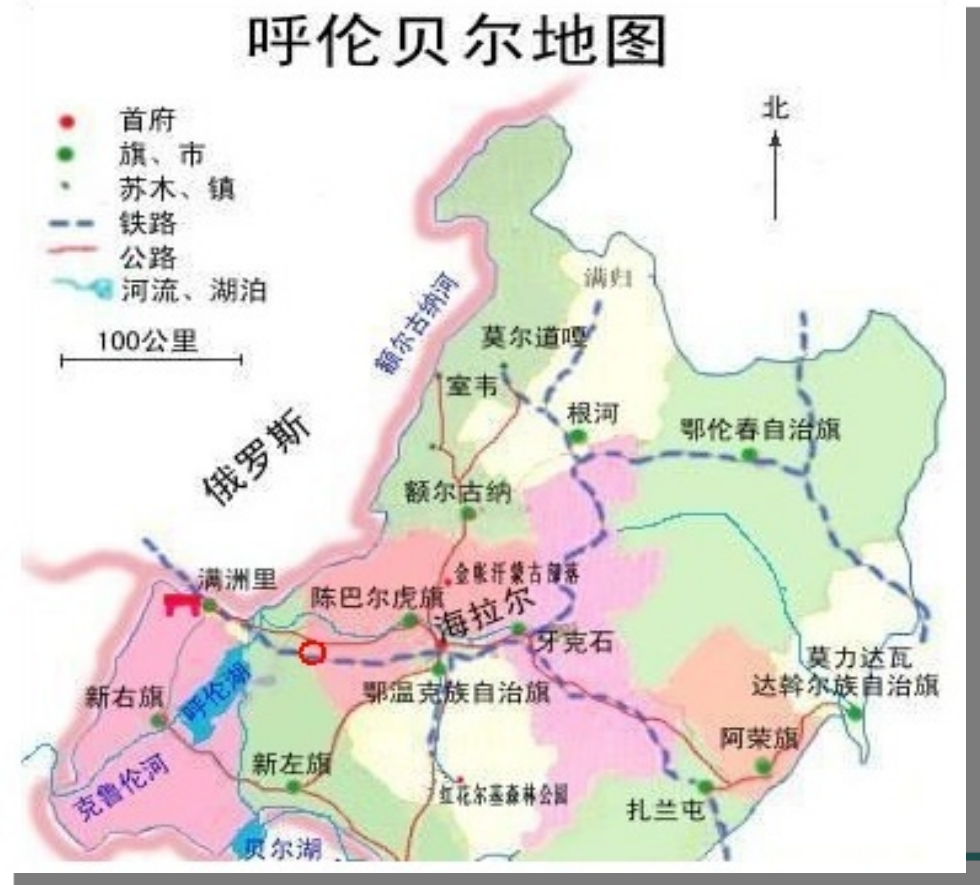 呼伦贝尔地图
首府
旗、市
苏木、镇
铁路
公路
河流、湖泊
100公里
北
满归
额尔古纳河
莫尔道嘎
室韦
根河
鄂伦春自治旗
俄罗斯
额尔古纳
满洲里
金帐汗蒙古部落
陈巴尔虎旗
海拉尔
牙克石
莫力达瓦
达斡尔族自治旗
新右旗
呼伦湖
鄂温克族自治旗
阿荣旗
新左旗
克鲁伦河
红花尔基森林公园
扎兰屯
贝尔湖